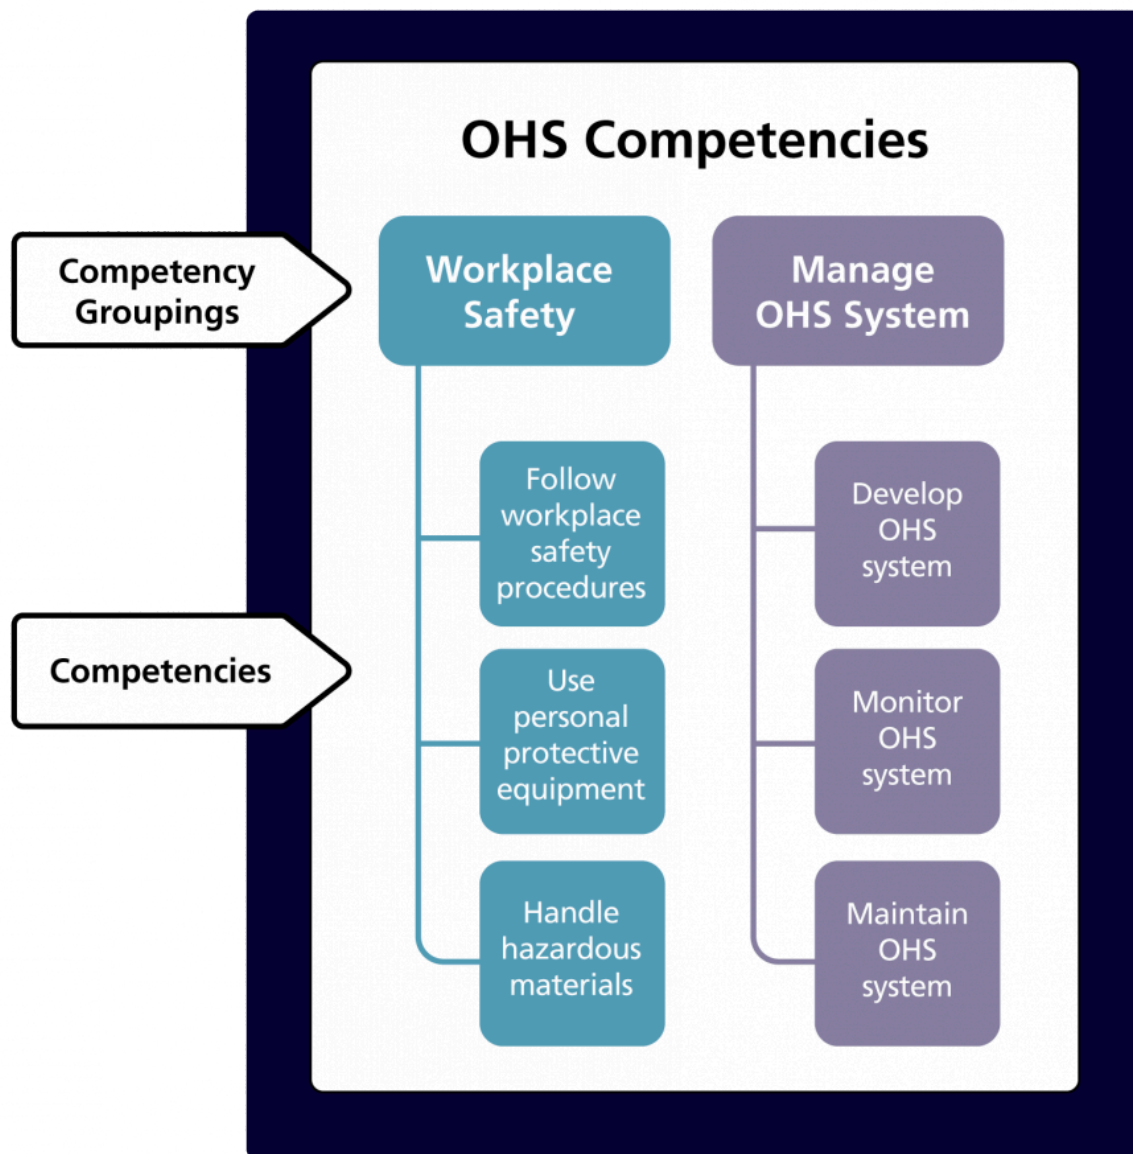 OHS Competencies
Competency
Groupings
Workplace
Safety
Manage
OHS System
Competencies
Follow
workplace
safety
procedures
Use
personal
protective
equipment
Handle
hazardous
materials
Develop
OHS
system
Monitor
OHS
system
Maintain
OHS
system